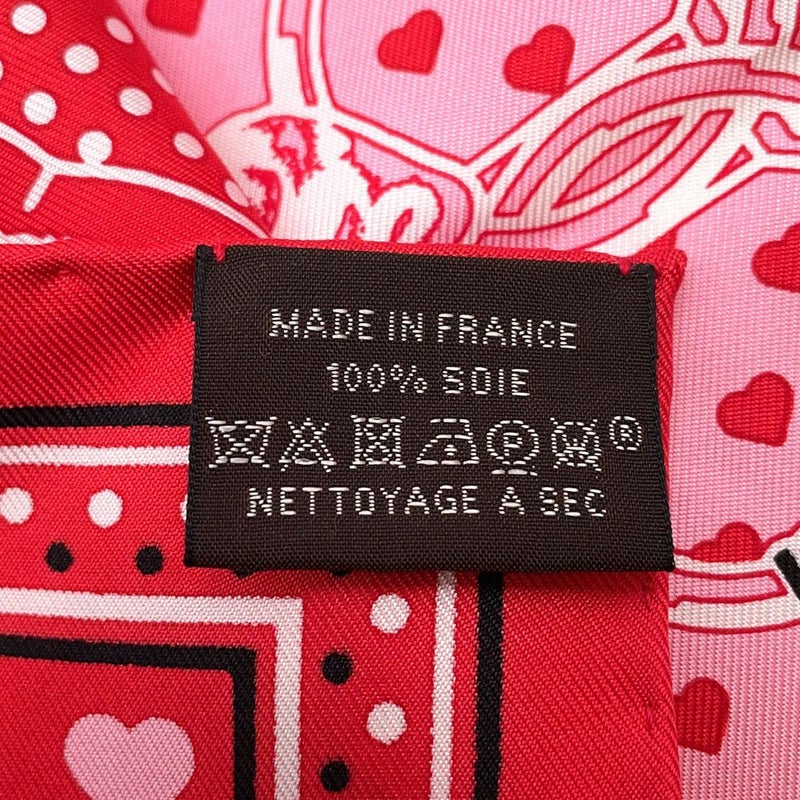 MADE IN FRANCE
100% SOIE
P W ®
NETTOYAGE A SEC